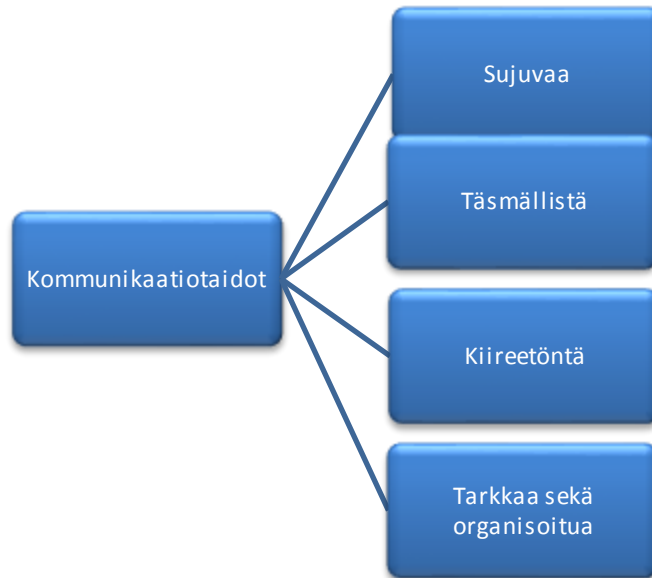 Sujuvaa
Täsmällistä
Kommunikaatiotaidot
Kiireetöntä
Tarkkaa sekä
organisoitua